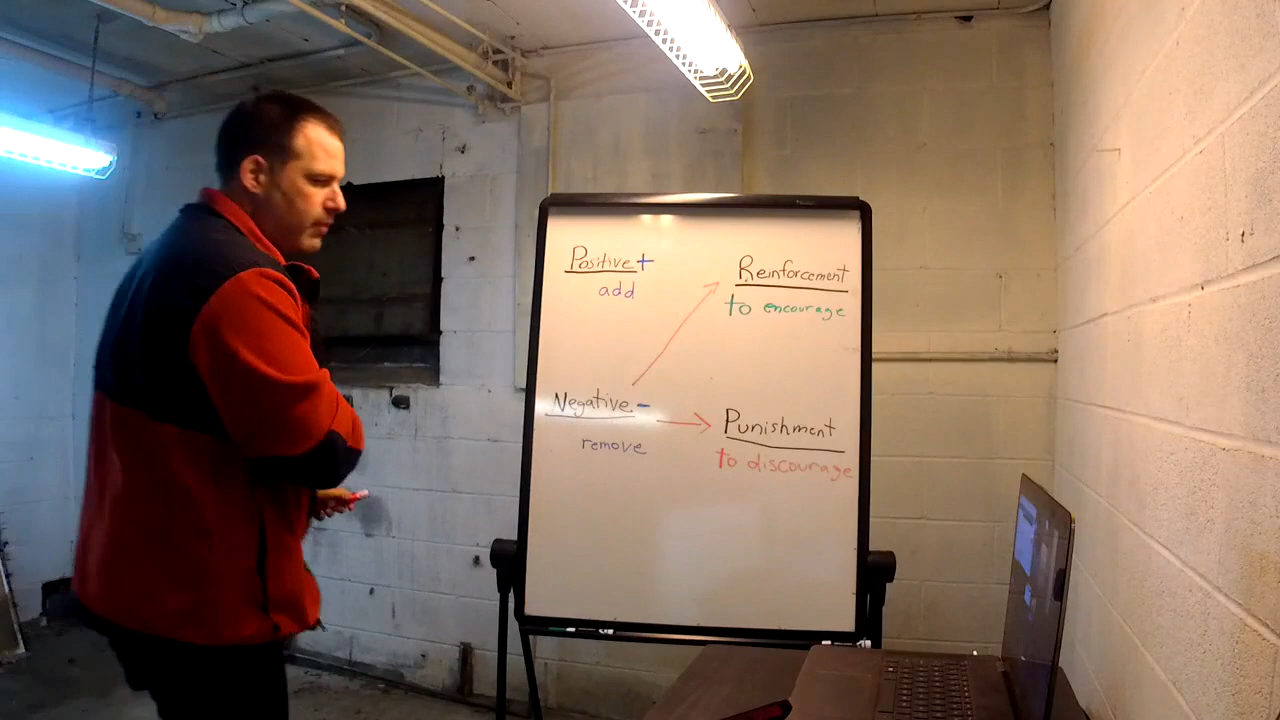 Positive +
add
Reinforcement
to encourage
Negative -
remove
Punishment
to discourage